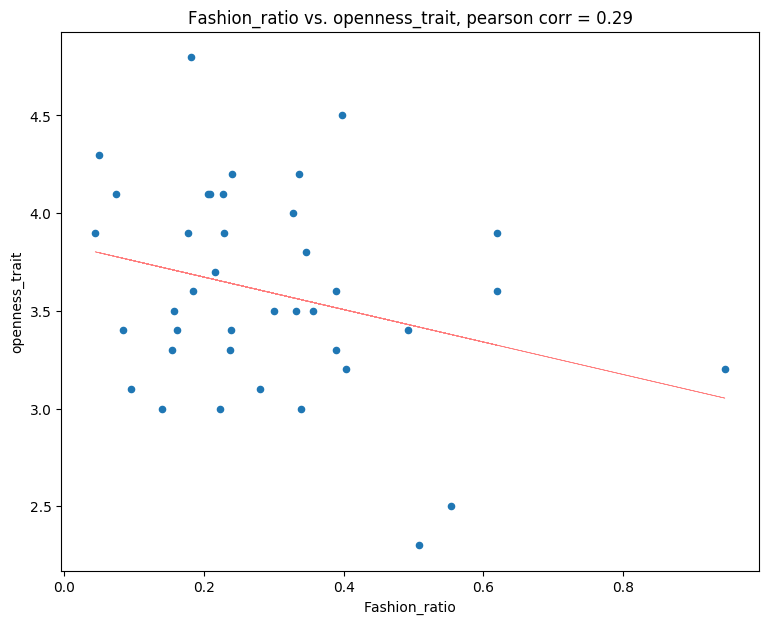 Fashion_ratio vs. openness_trait, pearson corr = 0.29
openness_trait
4.5
4.0
3.5
3.0
2.5
0.0 0.2 0.4 0.6 0.8
Fashion_ratio